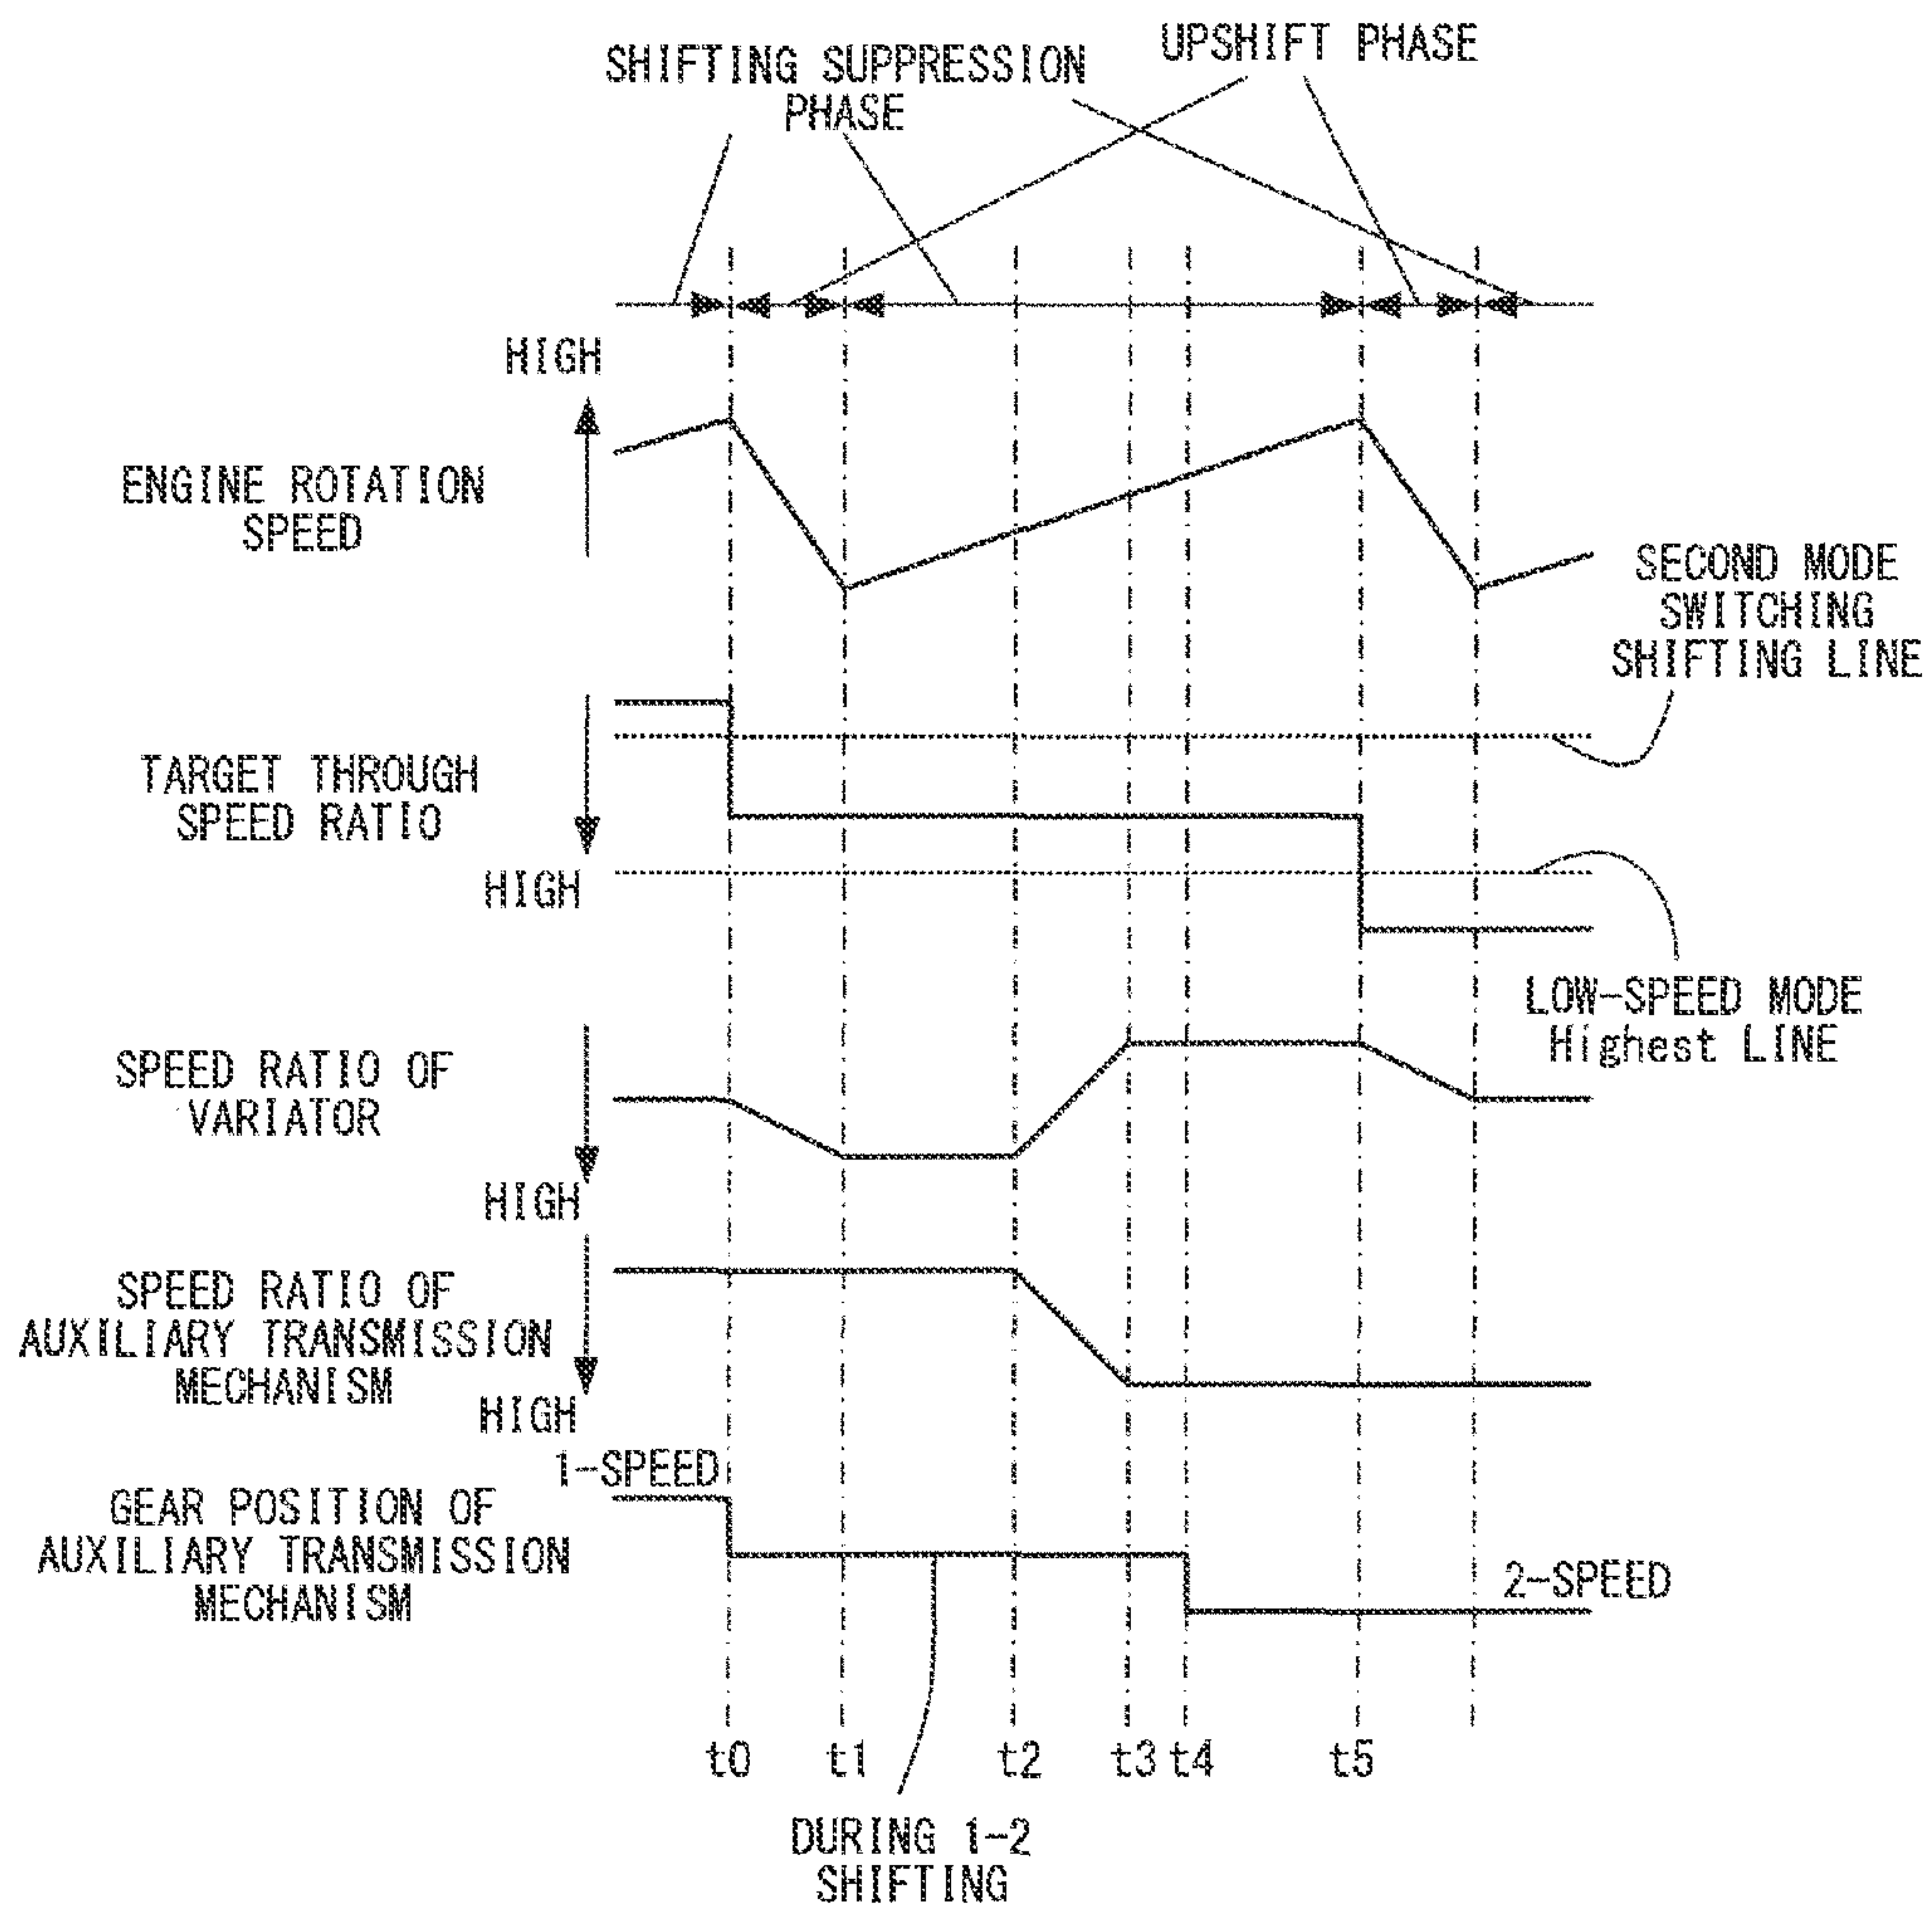 SHIFTING SUPPRESSION
PHASE
UPSHIFT PHASE
HIGH
ENGINE ROTATION
SPEED
SECOND MODE
SWITCHING
SHIFTING LINE
TARGET THROUGH
SPEED RATIO
HIGH
LOW-SPEED MODE
Highest LINE
SPEED RATIO OF
VARIATOR
HIGH
SPEED RATIO OF
AUXILIARY TRANSMISSION
MECHANISM
HIGH
1-SPEED
GEAR POSITION OF
AUXILIARY TRANSMISSION
MECHANISM
2-SPEED
t0 t1 t2 t3 t4 t5
DURING 1-2
SHIFTING